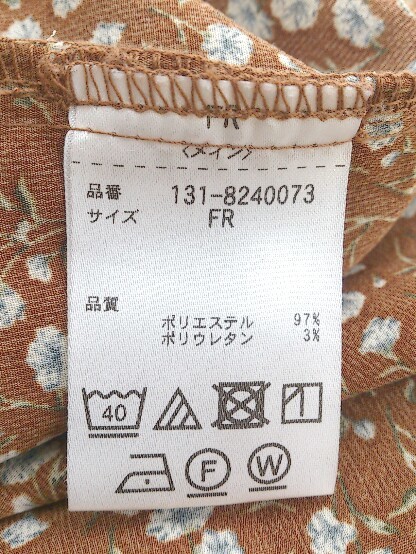 FR
〈メイン〉
品番 131-8240073
サイズ FR
品質
ポリエステル 97%
ポリウレタン 3%
40
F W